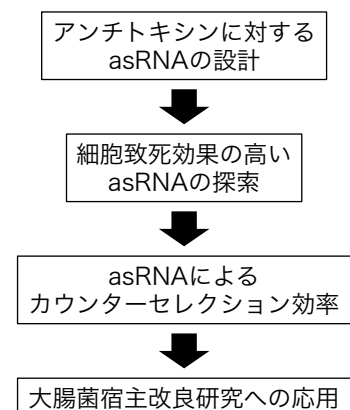 アンチトキシンに対する
asRNAの設計
細胞致死効果の高い
asRNAの探索
asRNAによる
カウンターセレクション効率
大腸菌宿主改良研究への応用